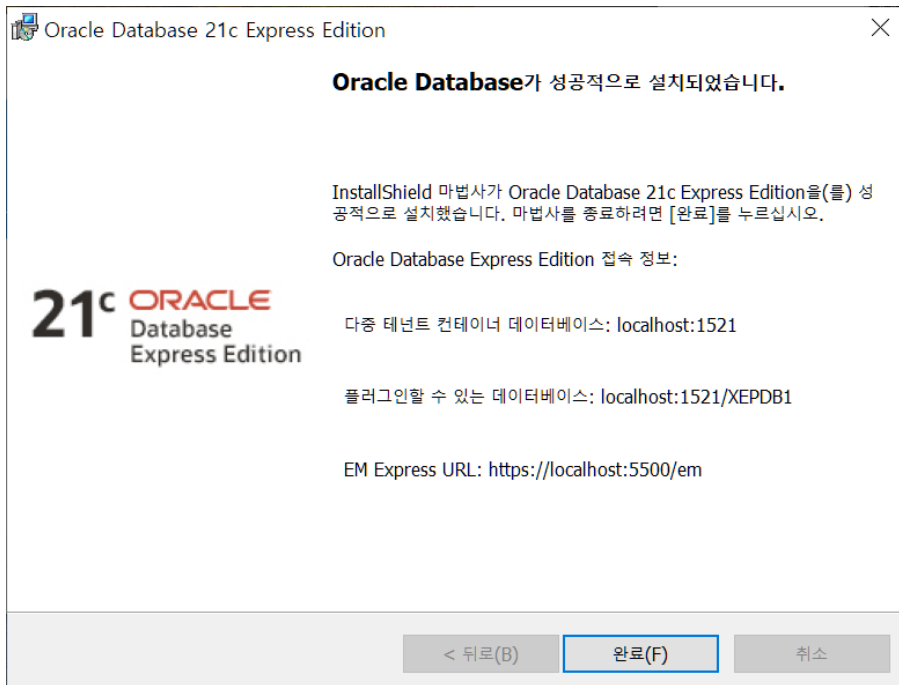 Oracle Database 21c Express Edition
Oracle Database가 성공적으로 설치되었습니다.
InstallShield 마법사가 Oracle Database 21c Express Edition을(를) 성
공적으로 설치했습니다. 마법사를 종료하려면 [완료]를 누르십시오.
Oracle Database Express Edition 접속 정보:
21c ORACLE
Database
Express Edition
다중 테넌트 컨테이너 데이터베이스: localhost:1521
플러그인할 수 있는 데이터베이스: localhost:1521/XEPDB1
EM Express URL: https://localhost:5500/em
< 뒤로(B)
완료(F)
취소